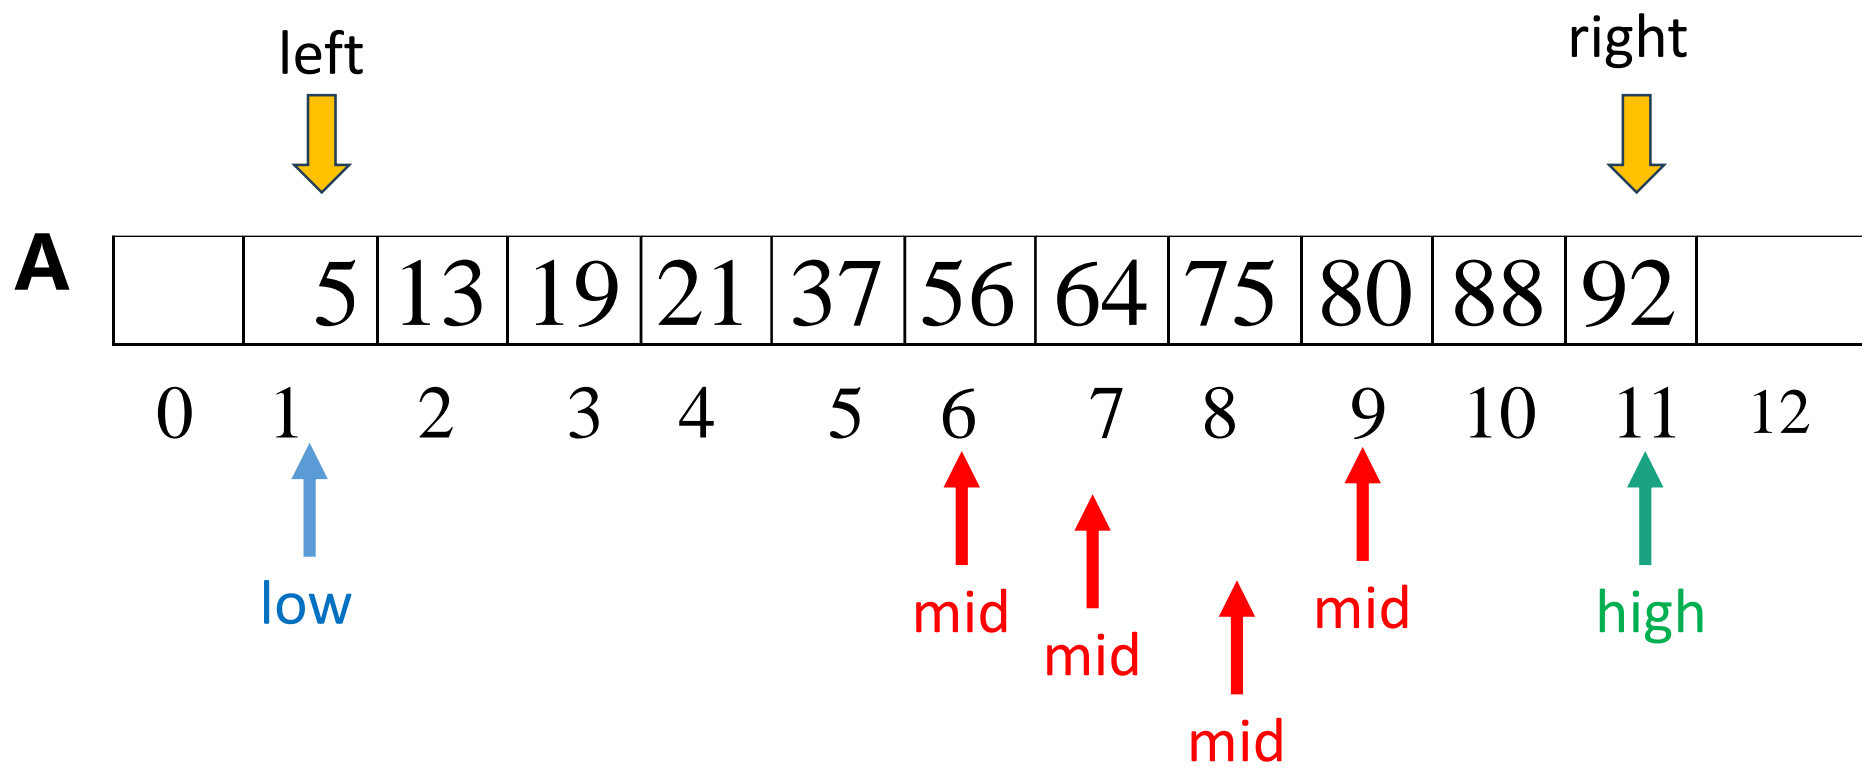 left right
A 5 13 19 21 37 56 64 75 80 88 92
0 1 2 3 4 5 6 7 8 9 10 11 12
low mid mid high
mid
mid